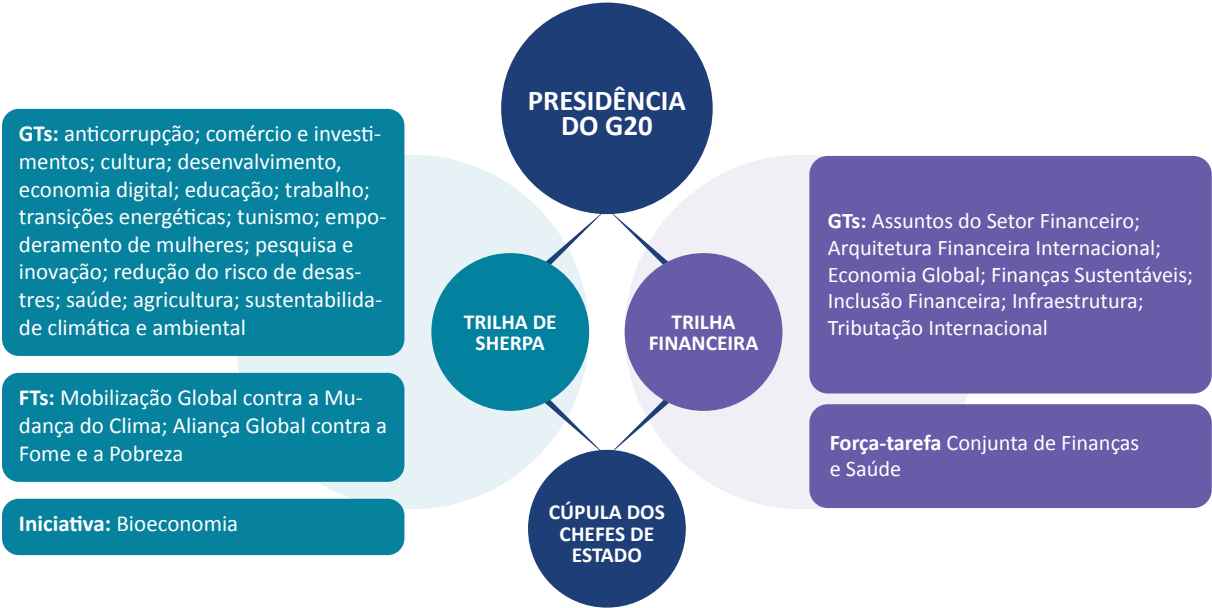 PRESIDÊNCIA
DO G20
GTs: anticorrupção; comércio e investi-
mentos; cultura; desenvalvimento,
economia digital; educação; trabalho;
transições energéticas; tunismo; empo-
deramento de mulheres; pesquisa e
inovação; redução do risco de desas-
tres; saúde; agricultura; sustentabilida-
de climática e ambiental
FTs: Mobilização Global contra a Mu-
dança do Clima; Aliança Global contra a
Fome e a Pobreza
Iniciativa: Bioeconomia
TRILHA DE
SHERPA
TRILHA
FINANCEIRA
GTs: Assuntos do Setor Financeiro;
Arquitetura Financeira Internacional;
Economia Global; Finanças Sustentáveis;
Inclusão Financeira; Infraestrutura;
Tributação Internacional
Força-tarefa Conjunta de Finanças
e Saúde
CÚPULA DOS
CHEFES DE
ESTADO